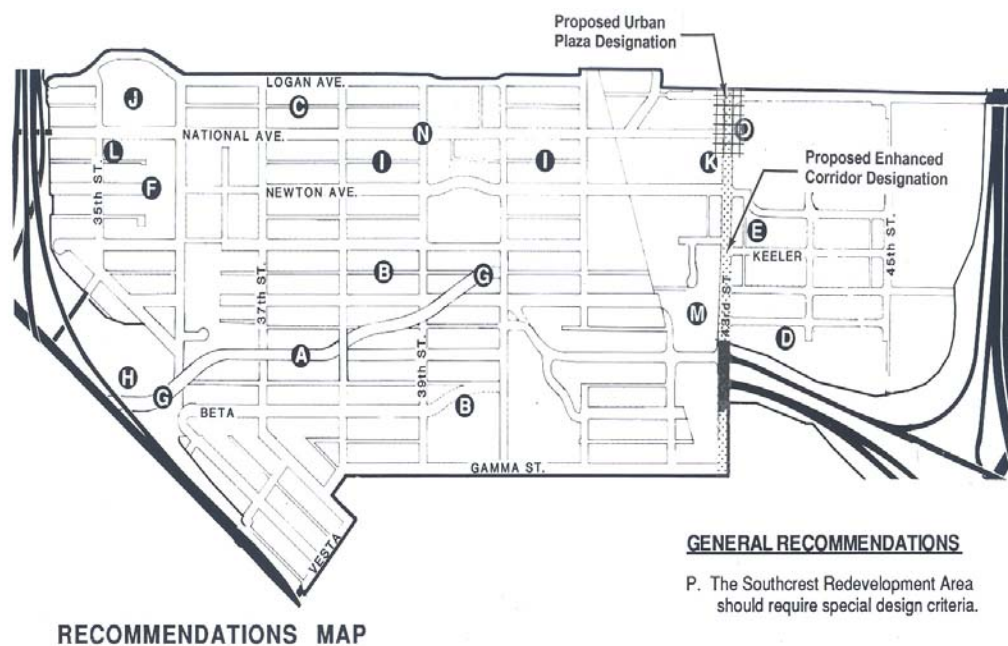 Proposed Urban
Plaza Designation
LOGAN AVE.
J
C
N
O
NATIONAL AVE.
L
I
I
K
Proposed Enhanced
Corridor Designation
35th ST.
F
NEWTON AVE.
E
KEELER
45th ST.
37th ST.
B
G
43rd ST.
M
D
A
39th ST.
H
G
B
BETA
GAMMA ST.
VESTA
GENERAL RECOMMENDATIONS
P. The Southcrest Redevelopment Area
should require special design criteria.
RECOMMENDATIONS MAP